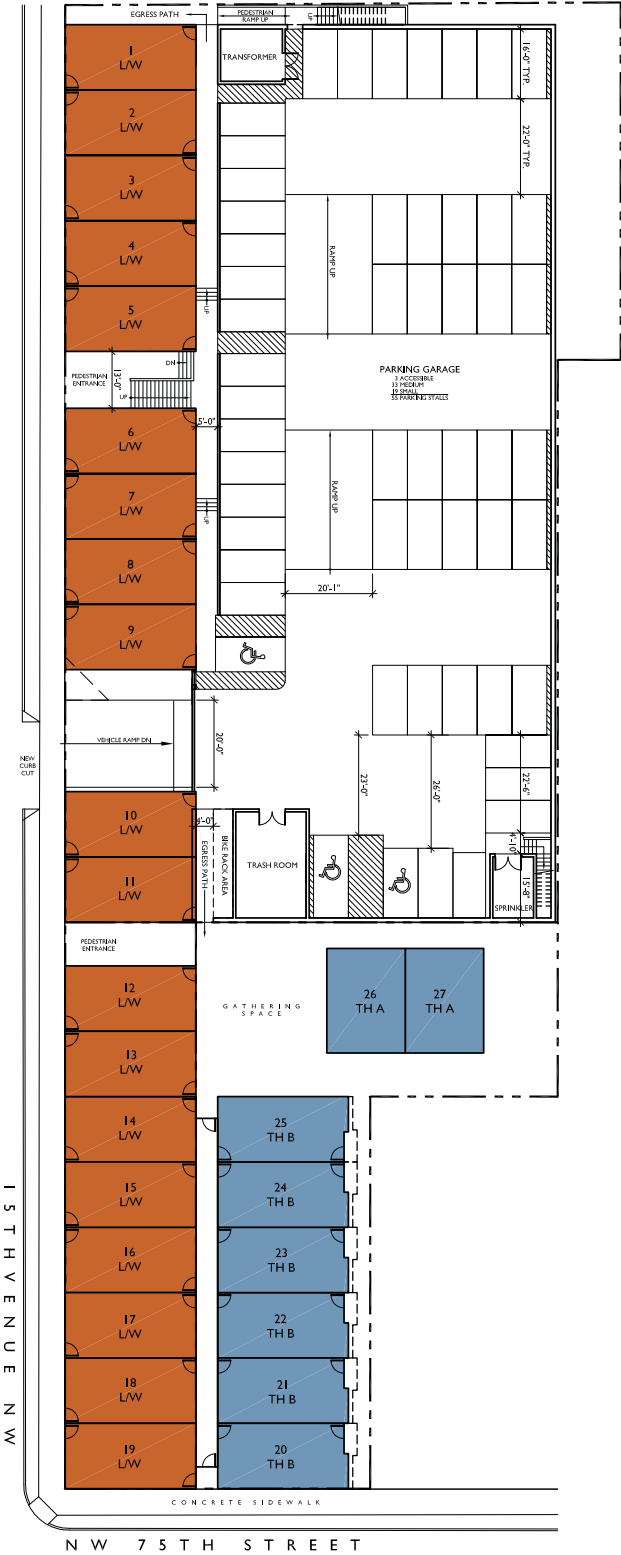 EGRESS PATH
PEDESTRIAN
RAMP UP
UP
1
L/W
TRANSFORMER
16'-0" TYP.
2
L/W
22'-0" TYP.
3
L/W
4
L/W
RAMP UP
5
L/W
UP
PEDESTRIAN
ENTRANCE
13'-0"
DN
UP
PARKING GARAGE
3 ACCESSIBLE
33 MEDIUM
19 SMALL
55 PARKING STALLS
5'-0"
6
L/W
7
L/W
RAMP UP
UP
8
L/W
20'-1"
9
L/W
VEHICLE RAMP DN
20'-0"
NEW
CURB
CUT
23'-0"
26'-0"
22'-6"
10
L/W
4'-0"
EGRESS PATH
BIKE RACK AREA
TRASH ROOM
4'-10"
11
L/W
15'-8"
SPRINKLER
PEDESTRIAN
ENTRANCE
12
L/W
GATHERING
SPACE
26
TH A
27
TH A
13
L/W
14
L/W
25
TH B
15
L/W
24
TH B
16
L/W
23
TH B
17
L/W
22
TH B
18
L/W
21
TH B
19
L/W
20
TH B
15THVENUE NW
CONCRETE SIDEWALK
NW 75TH STREET